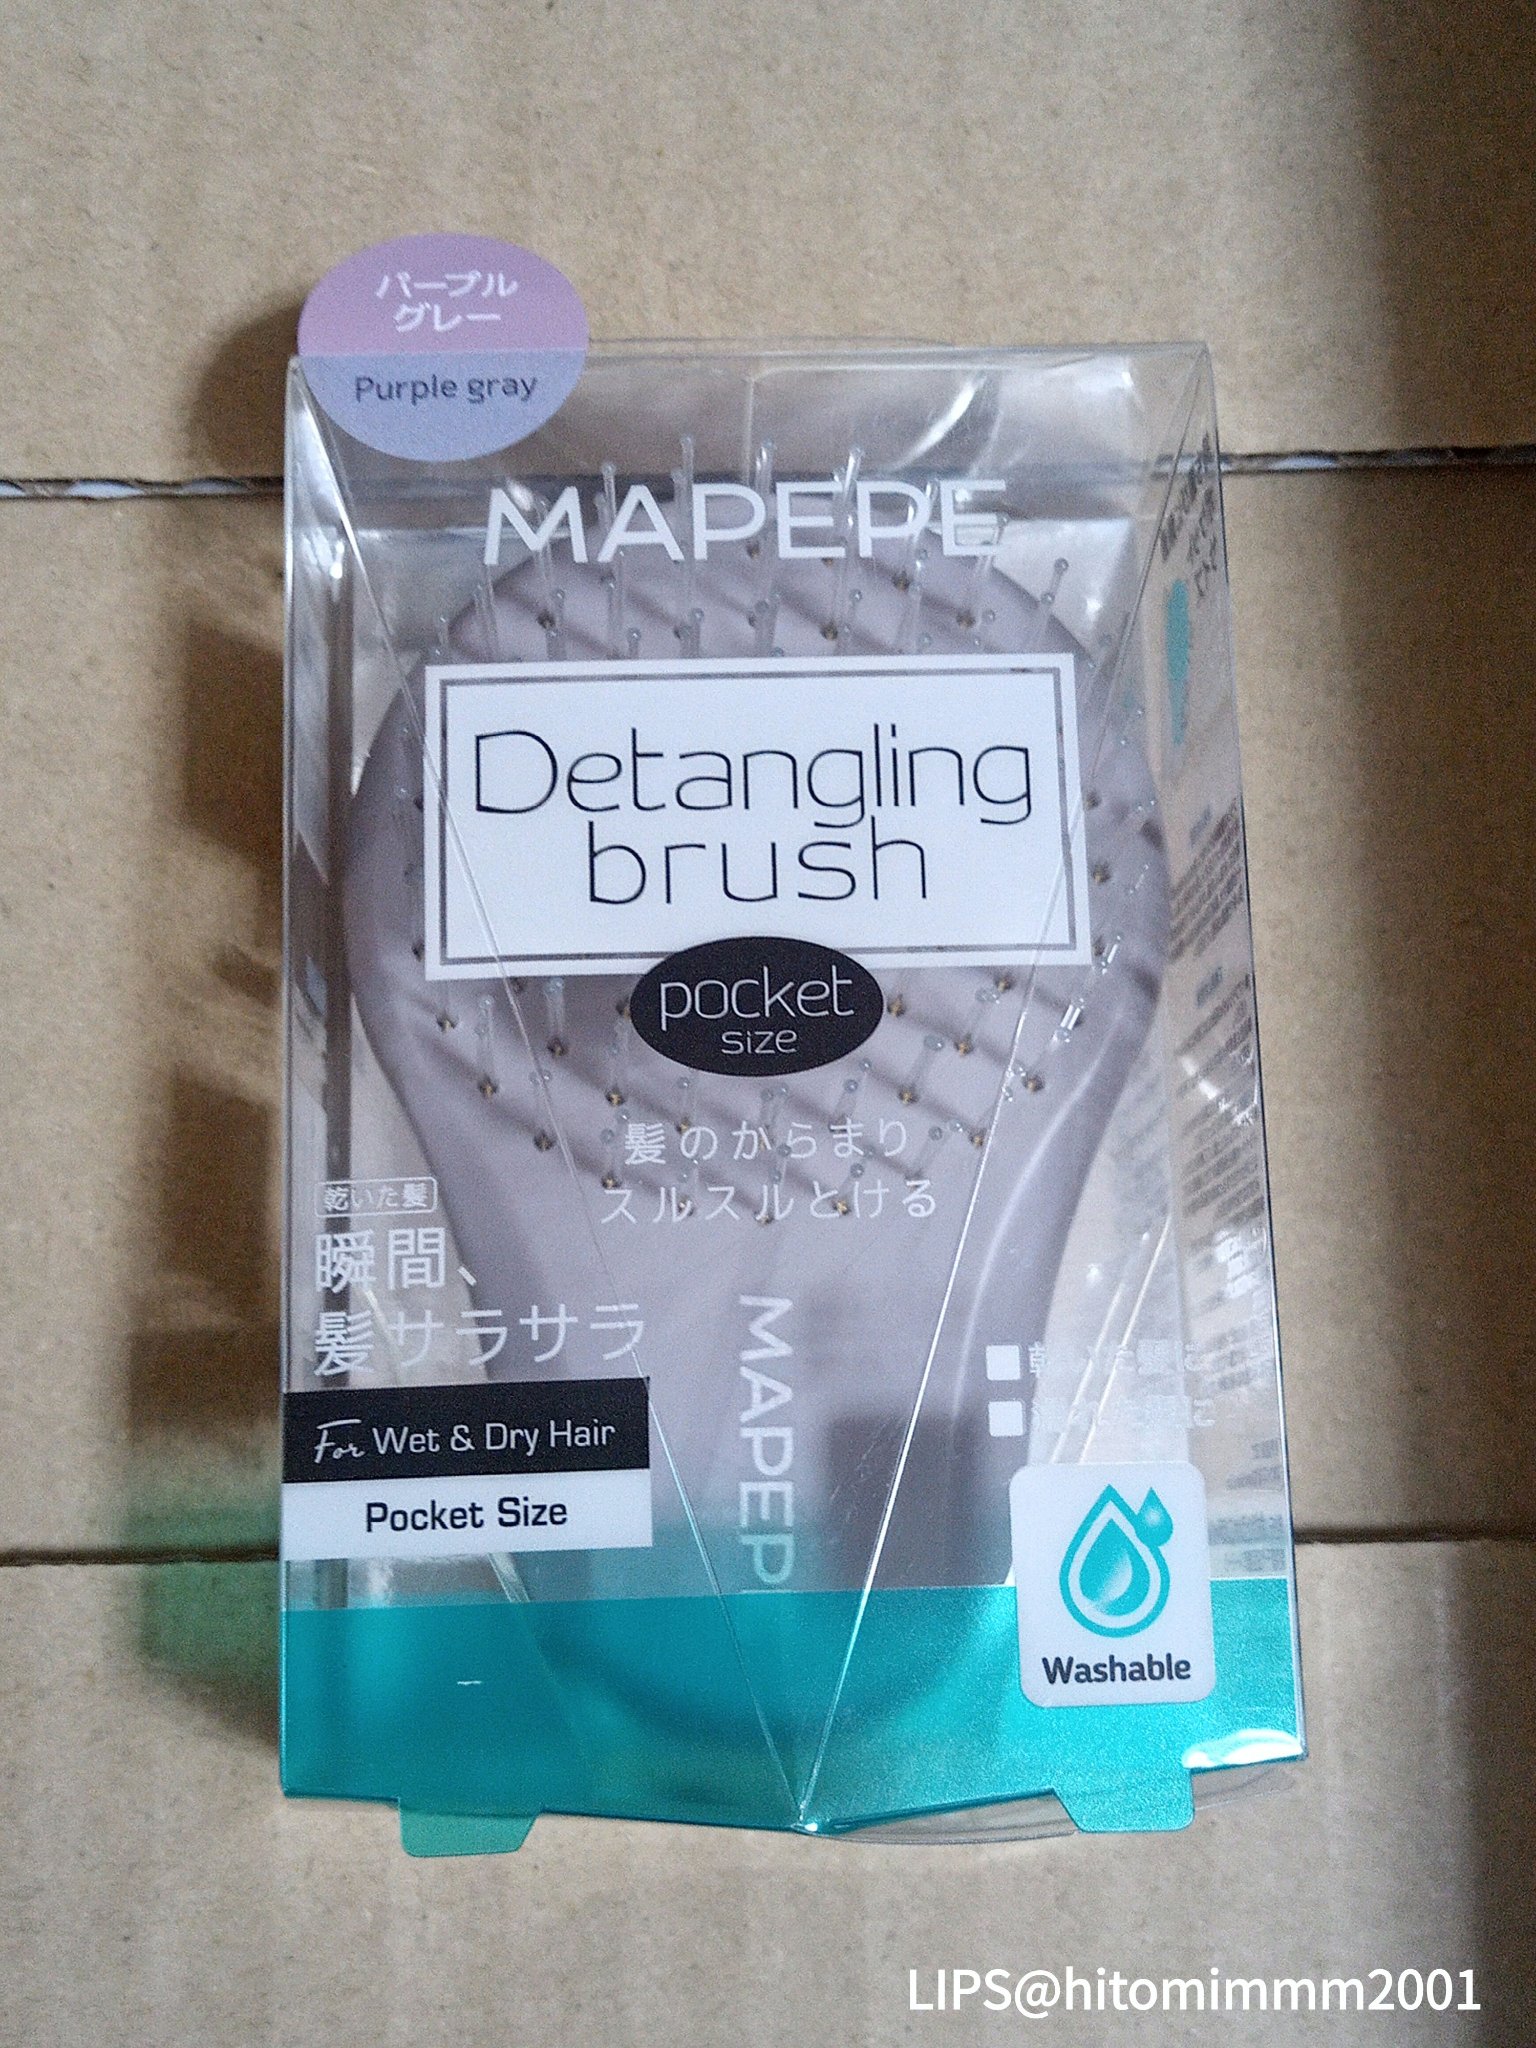 パープル
グレー
Purple gray
MAPEPE
Detangling
brush
pocket
size
髪のからまり
スルスルとける
乾いた髪
瞬間、
髪サラサラ
For Wet & Dry Hair
Pocket Size
MAPEPE
Washable
LIPS@hitomimmm2001